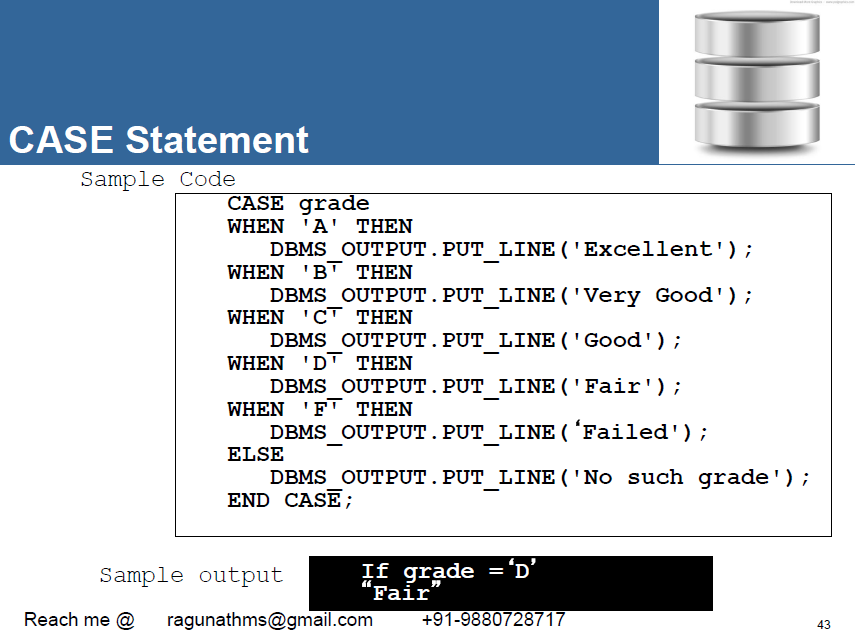 CASE Statement
Sample Code
CASE grade
WHEN 'A' THEN
DBMS_OUTPUT.PUT_LINE('Excellent');
WHEN 'B' THEN
DBMS_OUTPUT.PUT_LINE('Very Good');
WHEN 'C' THEN
DBMS_OUTPUT.PUT_LINE('Good');
WHEN 'D' THEN
DBMS_OUTPUT.PUT_LINE('Fair');
WHEN 'F' THEN
DBMS_OUTPUT.PUT_LINE(‘Failed');
ELSE
DBMS_OUTPUT.PUT_LINE('No such grade');
END CASE;
Sample output
If grade =‘D’
“Fair”
Reach me @ ragunathms@gmail.com +91-9880728717
43